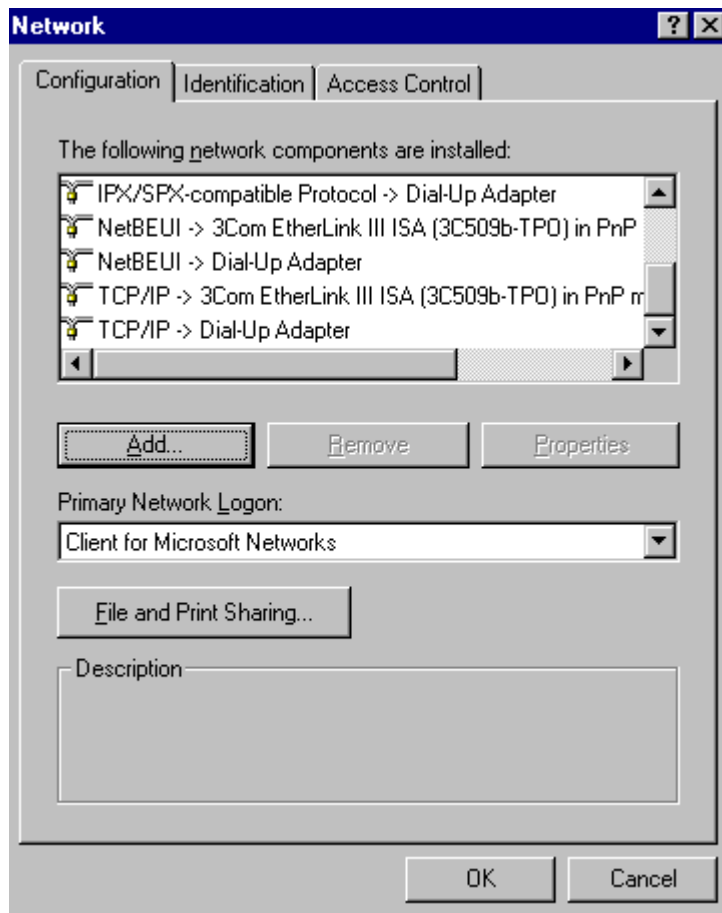 Network
Configuration Identification Access Control
The following network components are installed:
IPX/SPX-compatible Protocol -> Dial-Up Adapter
NetBEUI -> 3Com EtherLink III ISA (3C509b-TPO) in PnP
NetBEUI -> Dial-Up Adapter
TCP/IP -> 3Com EtherLink III ISA (3C509b-TPO) in PnP m
TCP/IP -> Dial-Up Adapter
Add... Remove Properties
Primary Network Logon:
Client for Microsoft Networks
File and Print Sharing...
Description
OK Cancel